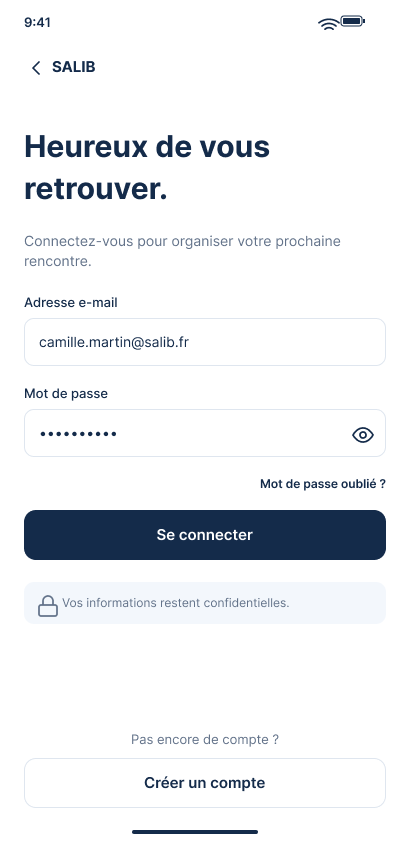 9:41
SALIB
Heureux de vous
retrouver.
Connectez-vous pour organiser votre prochaine
rencontre.
Adresse e-mail
camille.martin@salib.fr
Mot de passe
••••••••••
Mot de passe oublié ?
Se connecter
Vos informations restent confidentielles.
Pas encore de compte ?
Créer un compte